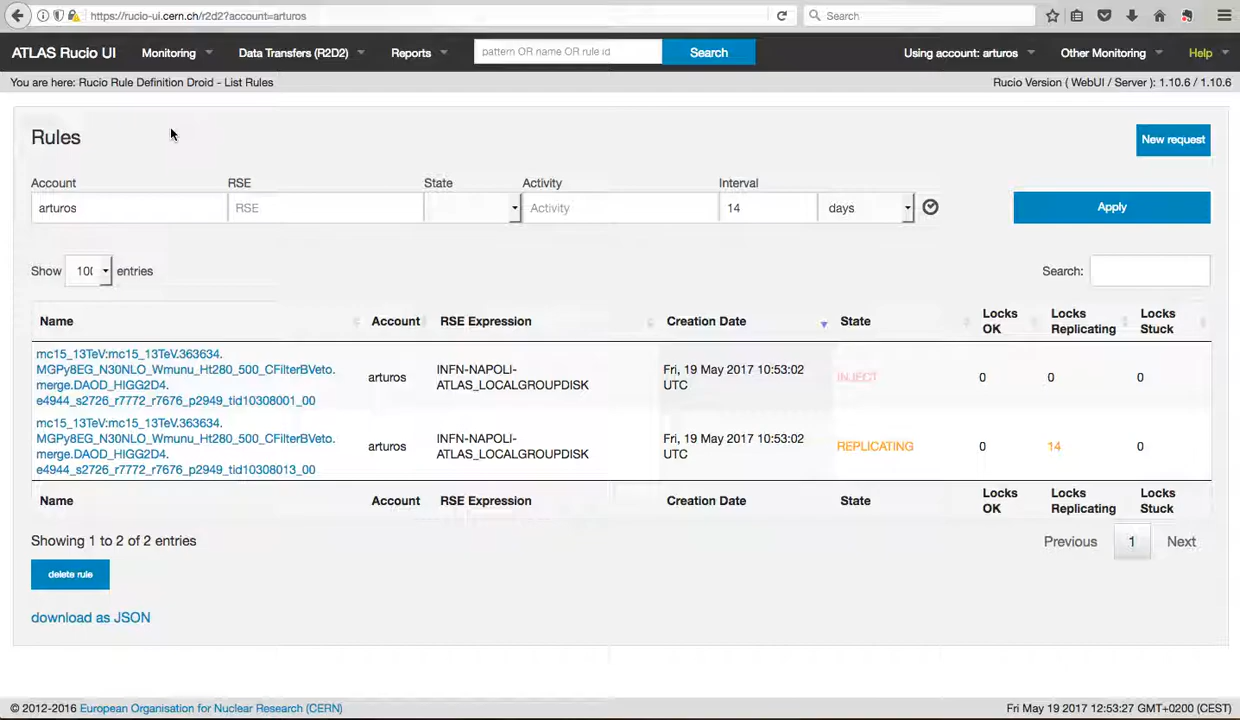 https://rucio-ui.cern.ch/r2d2?account=arturos
Search
ATLAS Rucio UI
Monitoring
Data Transfers (R2D2)
Reports
pattern OR name OR rule id
Search
Using account: arturos
Other Monitoring
Help
You are here: Rucio Rule Definition Droid - List Rules
Rucio Version ( WebUI / Server ): 1.10.6 / 1.10.6
Rules
New request
Account
RSE
State
Activity
Interval
arturos
RSE
Activity
14
days
Apply
Show
10
entries
Search:
Name
Account
RSE Expression
Creation Date
State
Locks
OK
Locks
Replicating
Locks
Stuck
mc15_13TeV:mc15_13TeV.363634.
MGPy8EG_N30NLO_Wmunu_Ht280_500_CFilterBVeto.
merge.DAOD_HIGG2D4.
e4944_s2726_r7772_r7676_p2949_tid10308001_00
arturos
INFN-NAPOLI-
ATLAS_LOCALGROUPDISK
Fri, 19 May 2017 10:53:02
UTC
INJECT
0
0
0
mc15_13TeV:mc15_13TeV.363634.
MGPy8EG_N30NLO_Wmunu_Ht280_500_CFilterBVeto.
merge.DAOD_HIGG2D4.
e4944_s2726_r7772_r7676_p2949_tid10308013_00
arturos
INFN-NAPOLI-
ATLAS_LOCALGROUPDISK
Fri, 19 May 2017 10:53:02
UTC
REPLICATING
0
14
0
Name
Account
RSE Expression
Creation Date
State
Locks
OK
Locks
Replicating
Locks
Stuck
Showing 1 to 2 of 2 entries
Previous
1
Next
delete rule
download as JSON
© 2012-2016 European Organisation for Nuclear Research (CERN)
Fri May 19 2017 12:53:27 GMT+0200 (CEST)